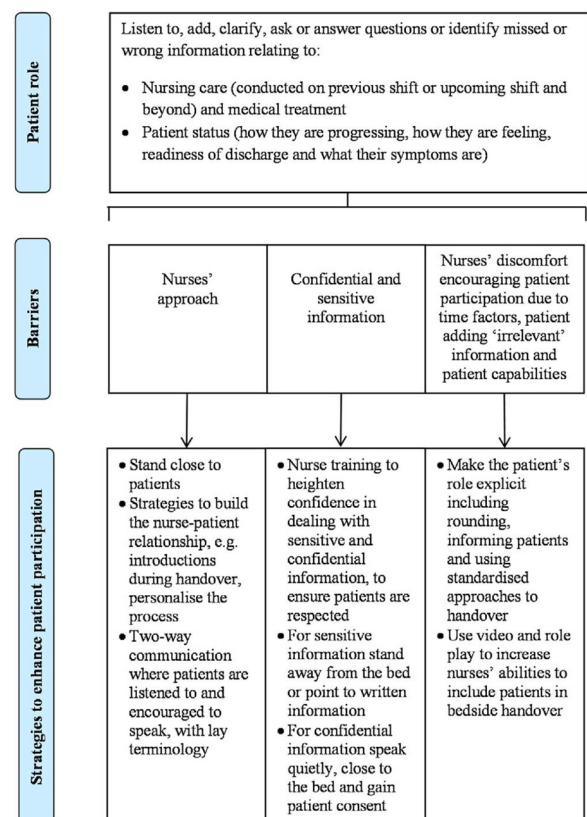 Patient role
Listen to, add, clarify, ask or answer questions or identify missed or
wrong information relating to:
• Nursing care (conducted on previous shift or upcoming shift and
beyond) and medical treatment
• Patient status (how they are progressing, how they are feeling,
readiness of discharge and what their symptoms are)
Barriers
Nurses’
approach
Confidential and
sensitive
information
Nurses’ discomfort
encouraging patient
participation due to
time factors, patient
adding ‘irrelevant’
information and
patient capabilities
Strategies to enhance patient participation
• Stand close to
patients
• Strategies to build
the nurse-patient
relationship, e.g.
introductions
during handover,
personalise the
process
• Two-way
communication
where patients are
listened to and
encouraged to
speak, with lay
terminology
• Nurse training to
heighten
confidence in
dealing with
sensitive and
confidential
information, to
ensure patients are
respected
• For sensitive
information stand
away from the bed
or point to written
information
• For confidential
information speak
quietly, close to
the bed and gain
patient consent
• Make the patient’s
role explicit
including
rounding,
informing patients
and using
standardised
approaches to
handover
• Use video and role
play to increase
nurses’ abilities to
include patients in
bedside handover